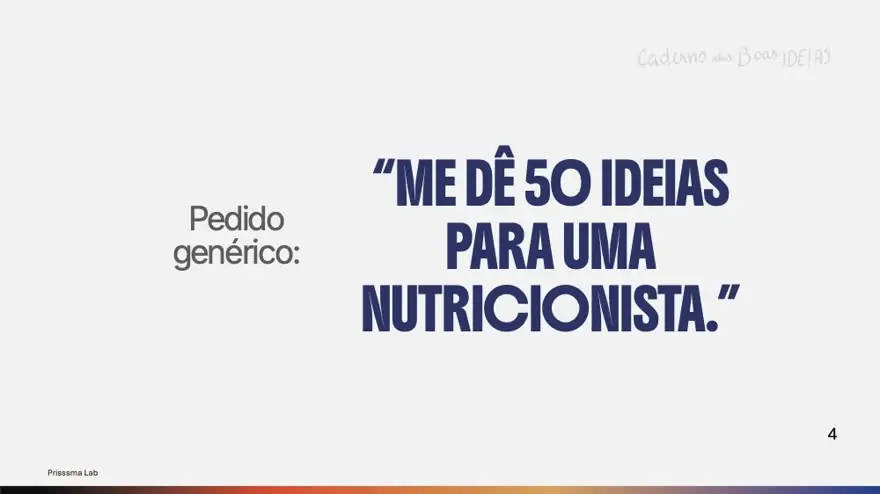 Caderno das Boas IDEIAS
Pedido
genérico:
“ME DÊ 50 IDEIAS
PARA UMA
NUTRICIONISTA.”
4
Prisssma Lab